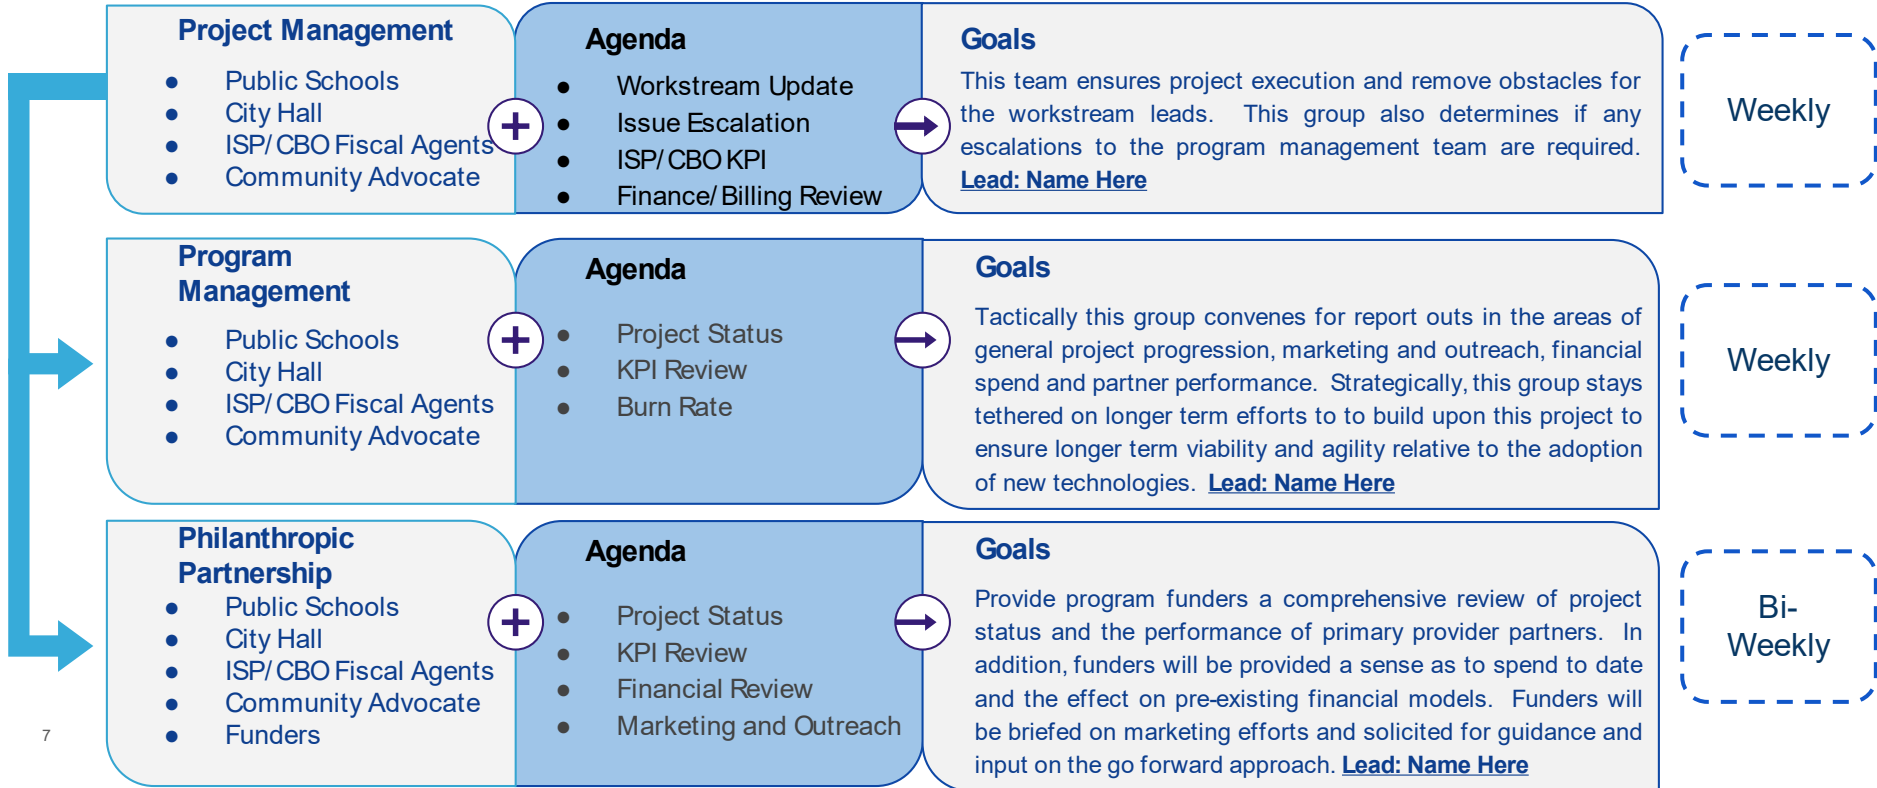 Project Management
● Public Schools
● City Hall
● ISP/CBO Fiscal Agents
● Community Advocate
+
Agenda
● Workstream Update
● Issue Escalation
● ISP/CBO KPI
● Finance/Billing Review
Goals
This team ensures project execution and remove obstacles for
the workstream leads. This group also determines if any
escalations to the program management team are required.
Lead: Name Here
Weekly
Program
Management
● Public Schools
● City Hall
● ISP/CBO Fiscal Agents
● Community Advocate
+
Agenda
● Project Status
● KPI Review
● Burn Rate
Goals
Tactically this group convenes for report outs in the areas of
general project progression, marketing and outreach, financial
spend and partner performance. Strategically, this group stays
tethered on longer term efforts to to build upon this project to
ensure longer term viability and agility relative to the adoption
of new technologies. Lead: Name Here
Weekly
Philanthropic
Partnership
● Public Schools
● City Hall
● ISP/CBO Fiscal Agents
● Community Advocate
● Funders
+
Agenda
● Project Status
● KPI Review
● Financial Review
● Marketing and Outreach
Goals
Provide program funders a comprehensive review of project
status and the performance of primary provider partners. In
addition, funders will be provided a sense as to spend to date
and the effect on pre-existing financial models. Funders will
be briefed on marketing efforts and solicited for guidance and
input on the go forward approach. Lead: Name Here
Bi-
Weekly
7